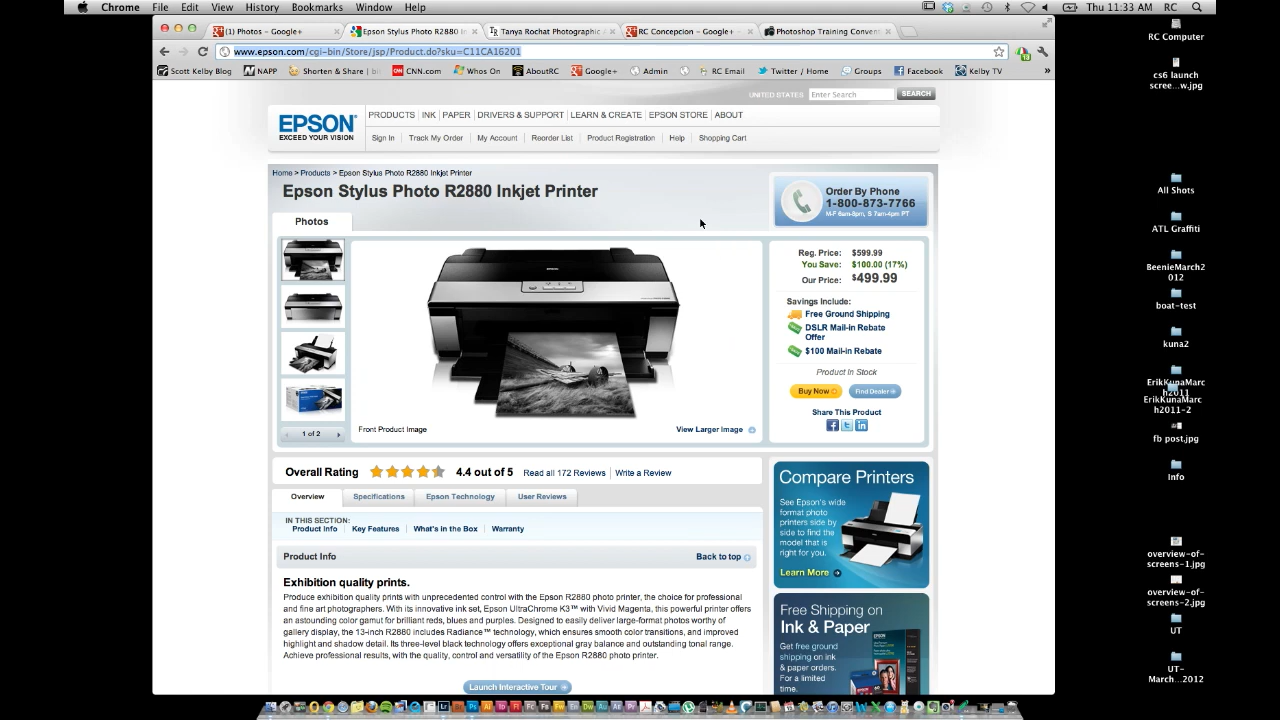 Chrome File Edit View History Bookmarks Window Help
Thu 11:33 AM RC
(1) Photos – Google+
Epson Stylus Photo R2880 In
Tanya Rochat Photographic
RC Concepcion – Google+
Photoshop Training Convent
www.epson.com/cgi-bin/Store/jsp/Product.do?sku=C11CA16201
Scott Kelby Blog NAPP Shorten & Share | bi CNN.com Whos On AboutRC Google+ Admin RC Email Twitter / Home Groups Facebook Kelby TV »
UNITED STATES Enter Search SEARCH
EPSON
EXCEED YOUR VISION
PRODUCTS INK PAPER DRIVERS & SUPPORT LEARN & CREATE EPSON STORE ABOUT
Sign In Track My Order My Account Reorder List Product Registration Help Shopping Cart
Home > Products > Epson Stylus Photo R2880 Inkjet Printer
Epson Stylus Photo R2880 Inkjet Printer
Order By Phone
1-800-873-7766
M-F 6am-8pm, S 7am-4pm PT
Photos
Reg. Price: $599.99
You Save: $100.00 (17%)
Our Price: $499.99
Savings Include:
Free Ground Shipping
DSLR Mail-in Rebate
Offer
$100 Mail-in Rebate
Product In Stock
Buy Now Find Dealer
Share This Product
1 of 2
Front Product Image
View Larger Image
Overall Rating 4.4 out of 5 Read all 172 Reviews Write a Review
Overview Specifications Epson Technology User Reviews
IN THIS SECTION:
Product Info Key Features What's in the Box Warranty
Product Info Back to top
Exhibition quality prints.
Produce exhibition quality prints with unprecedented control with the Epson R2880 photo printer, the choice for professional
and fine art photographers. With its innovative ink set, Epson UltraChrome K3™ with Vivid Magenta, this powerful printer offers
an astounding color gamut for brilliant reds, blues and purples. Designed to easily deliver large-format photos worthy of
gallery display, the 13-inch R2880 includes Radiance™ technology, which ensures smooth color transitions, and improved
highlight and shadow detail. Its three-level black technology offers exceptional gray balance and outstanding tonal range.
Achieve professional results, with the quality, control and versatility of the Epson R2880 photo printer.
Launch Interactive Tour
Compare Printers
See Epson's wide
format photo
printers side by
side to find the
model that is
right for you.
Learn More
Free Shipping on
Ink & Paper
Get free ground
shipping on ink
& paper orders.
For a limited
time.
RC Computer
cs6 launch
scree...w.jpg
All Shots
ATL Graffiti
BeenieMarch2
012
boat-test
kuna2
ErikKunaMarc
h2011
ErikKunaMarc
h2011-2
fb post.jpg
Info
overview-of-
screens-1.jpg
overview-of-
screens-2.jpg
UT
UT-
March...2012